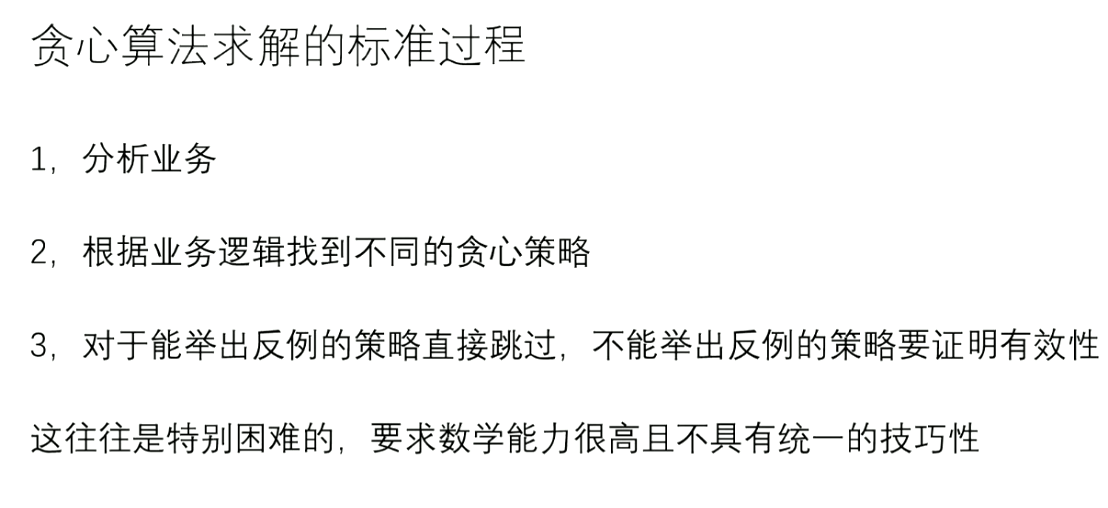 贪心算法求解的标准过程
1，分析业务
2，根据业务逻辑找到不同的贪心策略
3，对于能举出反例的策略直接跳过，不能举出反例的策略要证明有效性
这往往是特别困难的，要求数学能力很高且不具有统一的技巧性